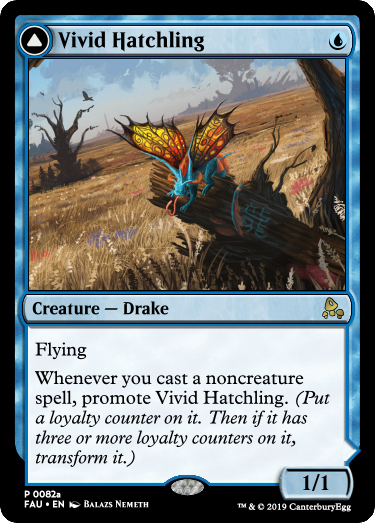 Vivid Hatchling
Creature — Drake
Flying
Whenever you cast a noncreature
spell, promote Vivid Hatchling. (Put
a loyalty counter on it. Then if it has
three or more loyalty counters on it,
transform it.)
1/1
P 0082a
FAU • EN Balazs Nemeth
™ & © 2019 CanterburyEgg